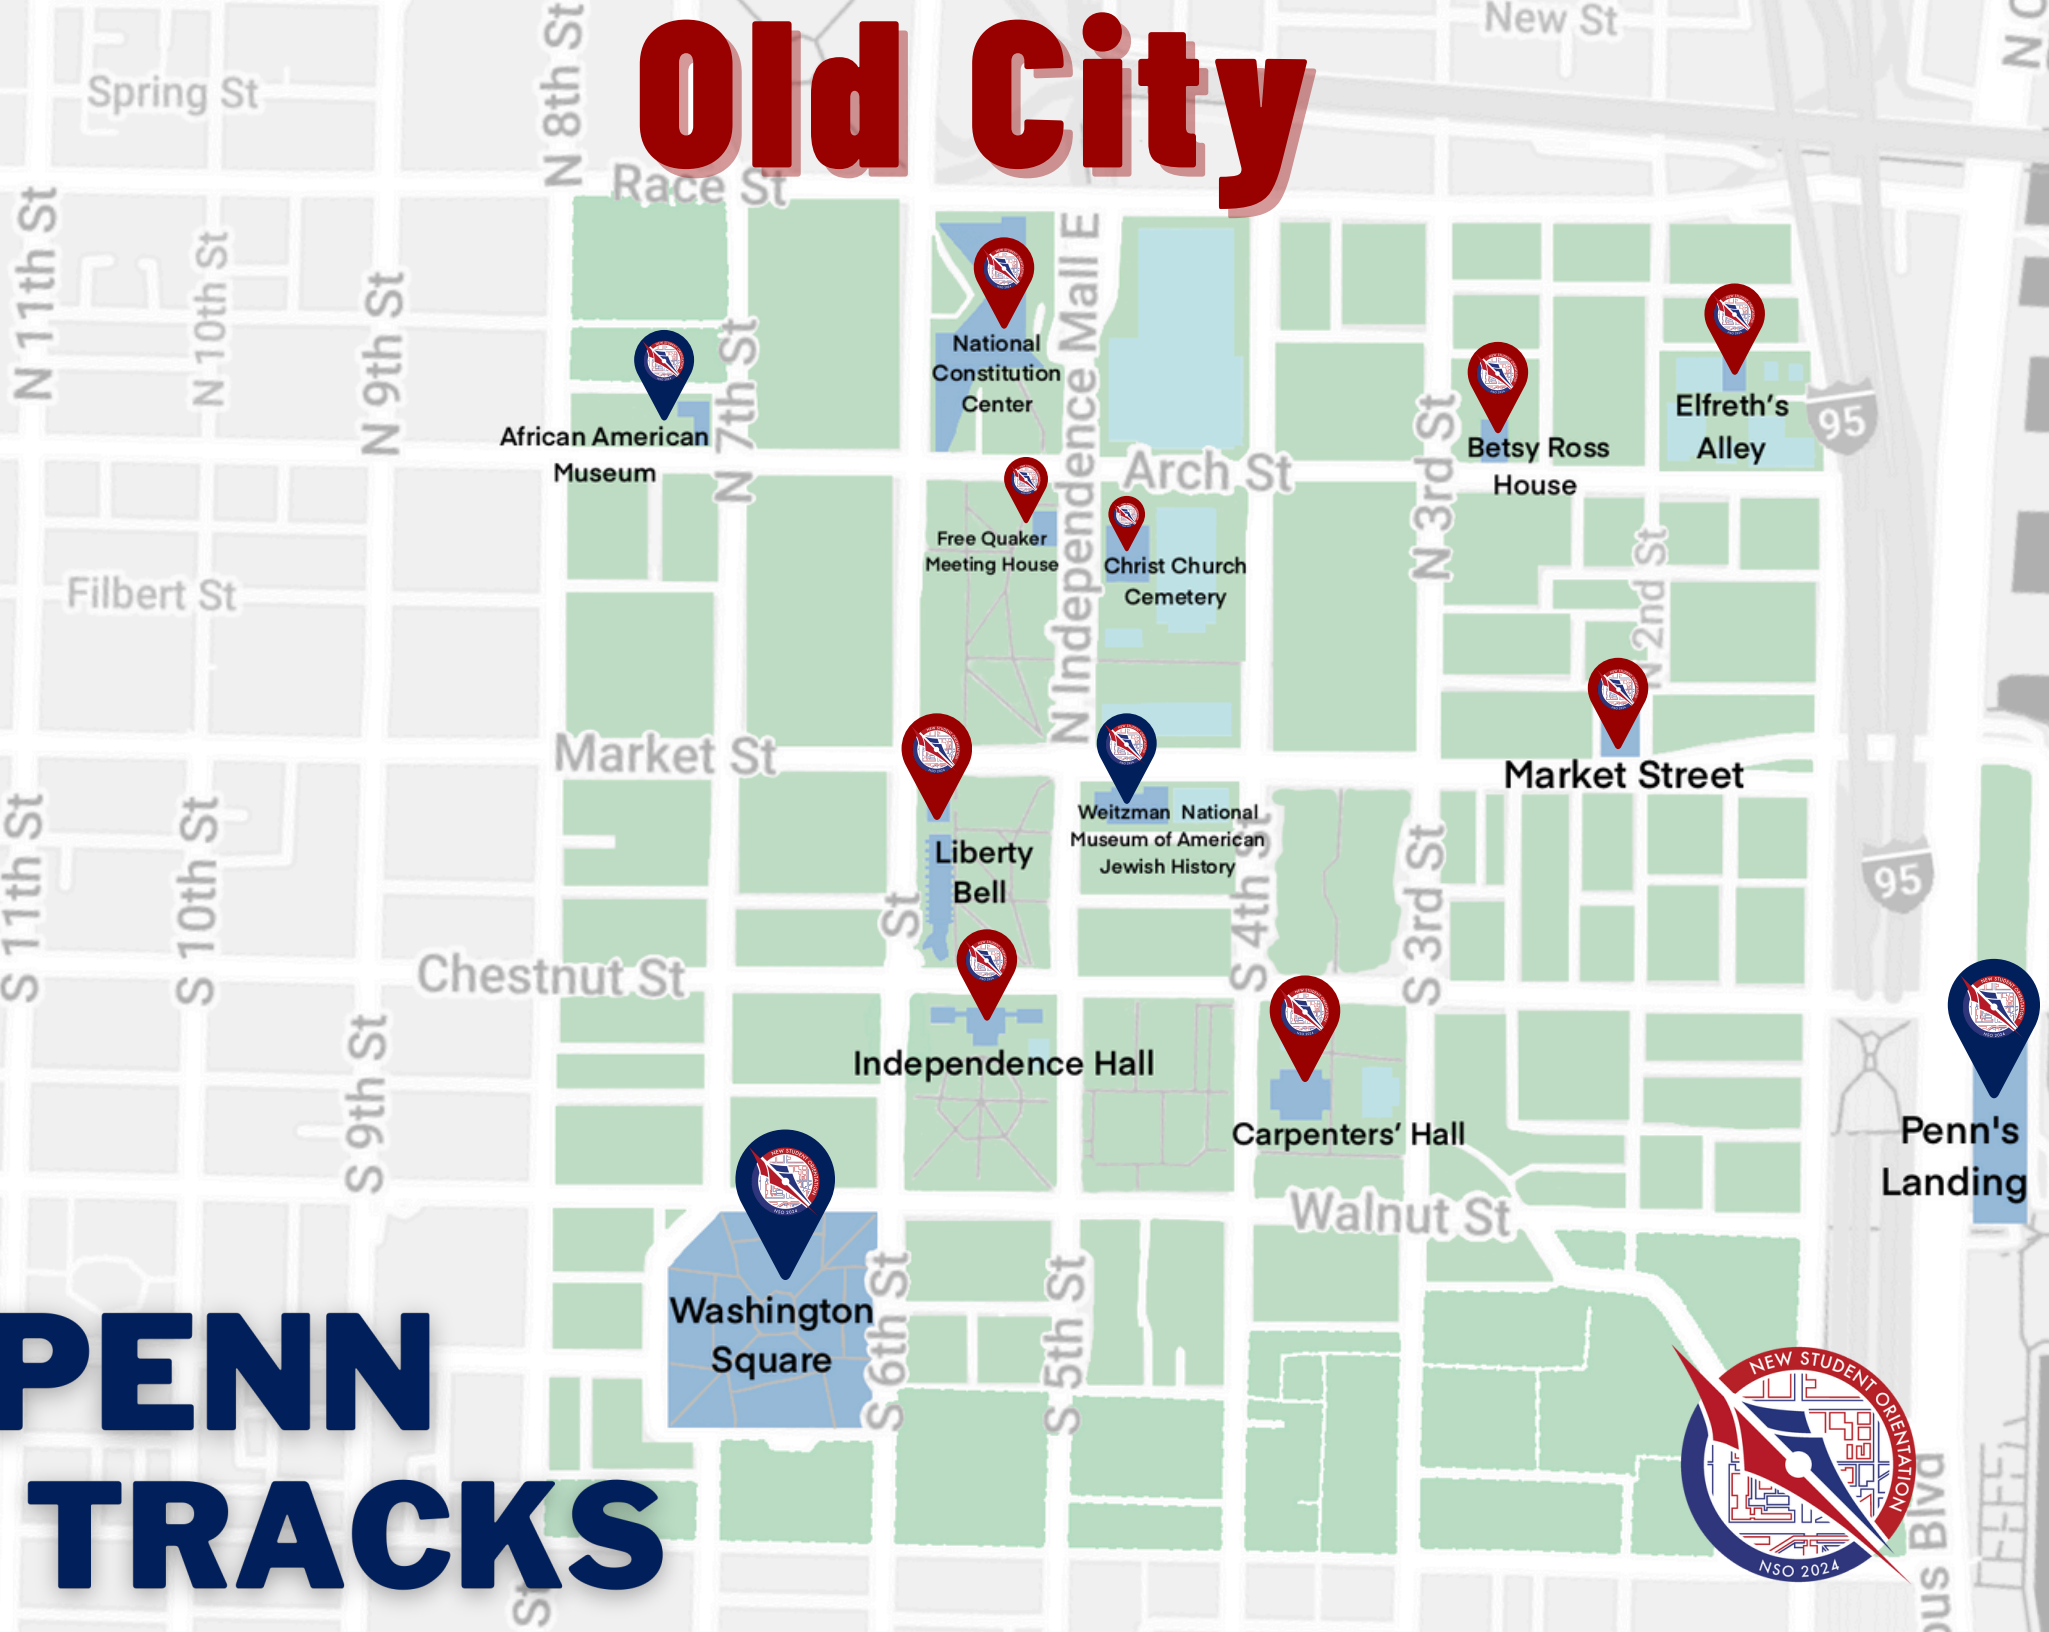 Old City
New St
Spring St
N 8th St
Race St
N 11th St
N 10th St
N 9th St
N 7th St
N Independence Mall E
National
Constitution
Center
African American
Museum
Elfreth's
Alley
95
Betsy Ross
House
N 3rd St
Arch St
Free Quaker
Meeting House
Christ Church
Cemetery
Filbert St
N 2nd St
Market St
Market Street
Weitzman National
Museum of American
Jewish History
Liberty
Bell
S 11th St
S 10th St
St
S 4th St
S 3rd St
95
Chestnut St
Independence Hall
Carpenters' Hall
Penn's
Landing
S 9th St
Walnut St
Washington
Square
S 6th St
S 5th St
PENN
TRACKS
NEW STUDENT ORIENTATION
NSO 2024
St
Blvd